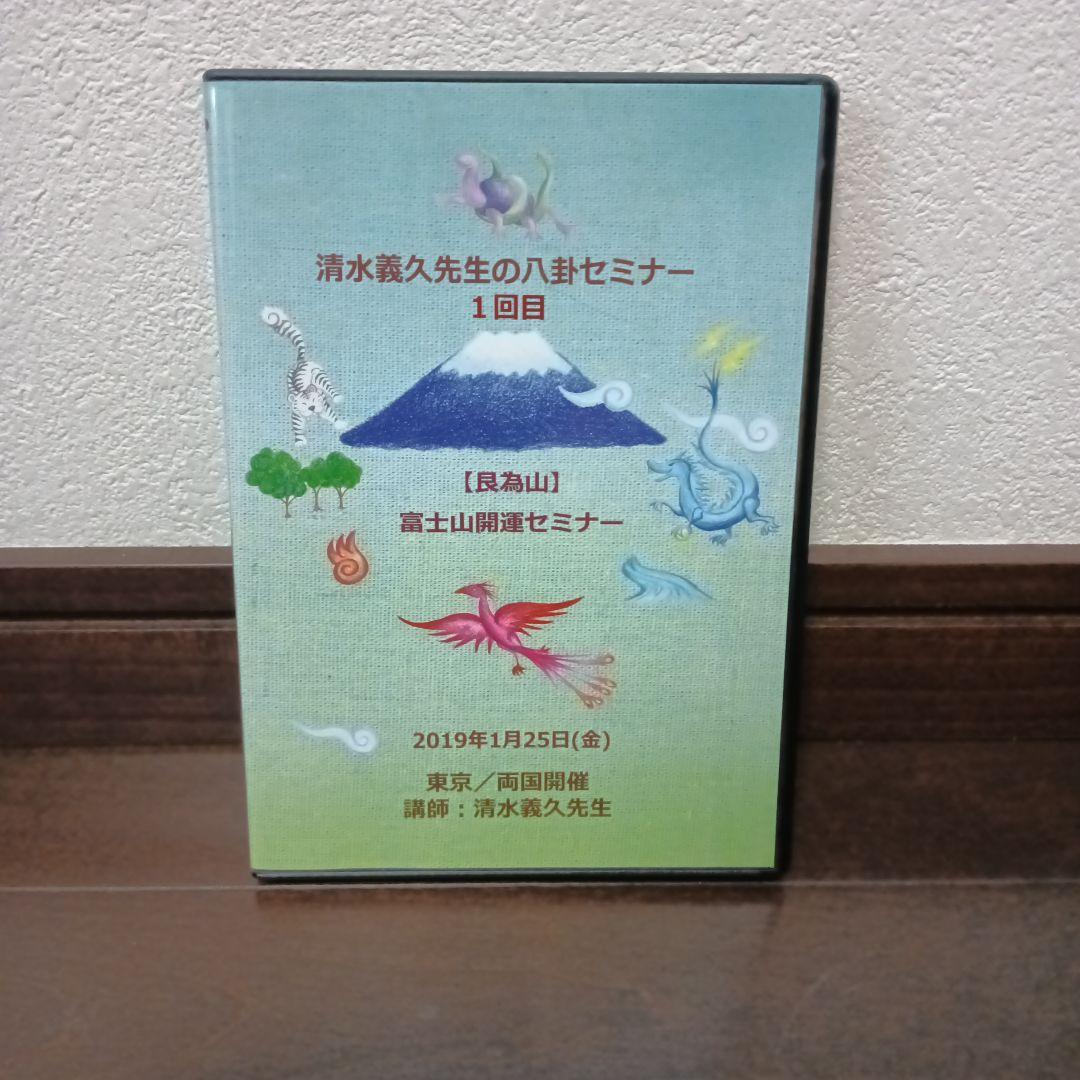 清水義久先生の八卦セミナー
１回目
【艮為山】
富士山開運セミナー
2019年1月25日(金)
東京／両国開催
講師：清水義久先生